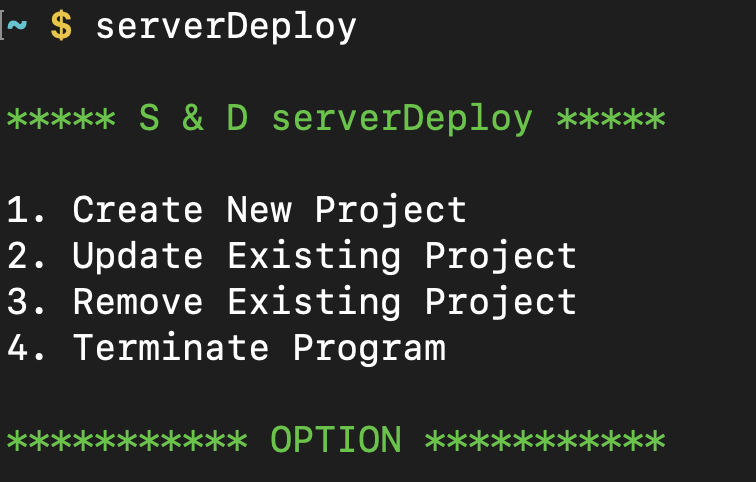 ~ $ serverDeploy
***** S & D serverDeploy *****
1. Create New Project
2. Update Existing Project
3. Remove Existing Project
4. Terminate Program
*********** OPTION ***********